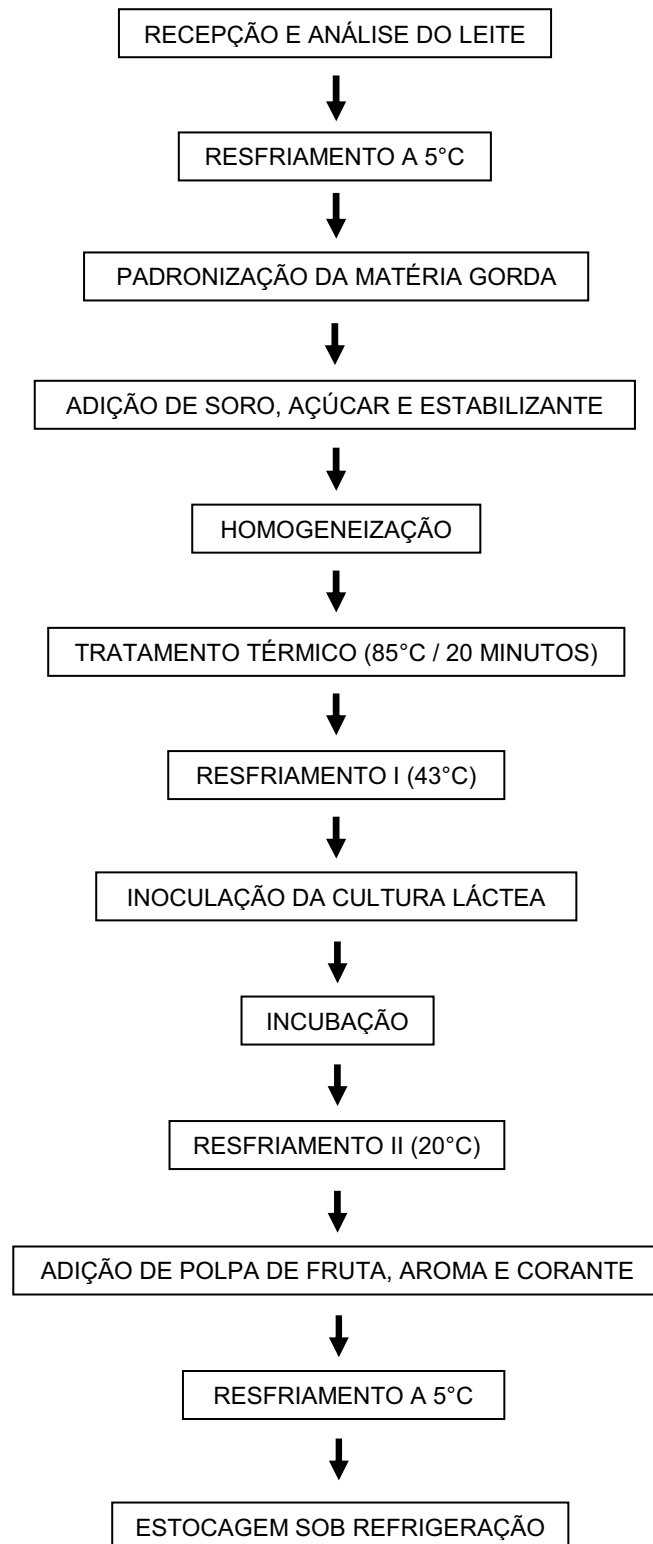 RECEPÇÃO E ANÁLISE DO LEITE
RESFRIAMENTO A 5°C
PADRONIZAÇÃO DA MATÉRIA GORDA
ADIÇÃO DE SORO, AÇÚCAR E ESTABILIZANTE
HOMOGENEIZAÇÃO
TRATAMENTO TÉRMICO (85°C / 20 MINUTOS)
RESFRIAMENTO I (43°C)
INOCULAÇÃO DA CULTURA LÁCTEA
INCUBAÇÃO
RESFRIAMENTO II (20°C)
ADIÇÃO DE POLPA DE FRUTA, AROMA E CORANTE
RESFRIAMENTO A 5°C
ESTOCAGEM SOB REFRIGERAÇÃO